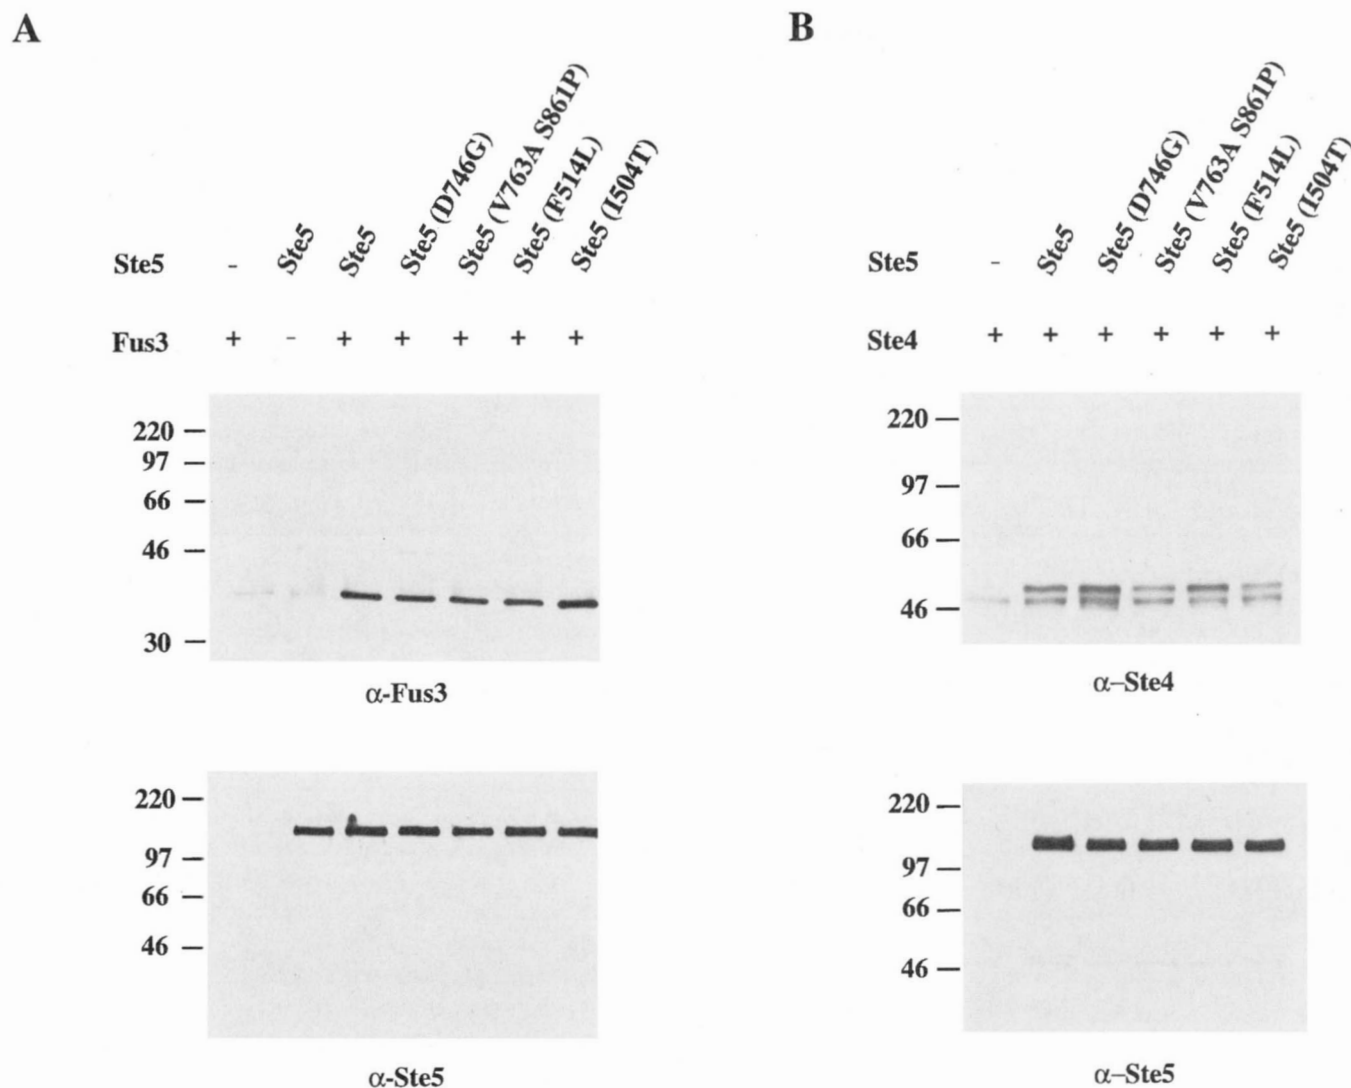 A
Ste5 - Ste5 Ste5 Ste5 (D746G) Ste5 (V763A S861P) Ste5 (F514L) Ste5 (I504T)
Fus3 + - + + + + +
220
97
66
46
30
α-Fus3
220
97
66
46
α-Ste5
B
Ste5 - Ste5 Ste5 (D746G) Ste5 (V763A S861P) Ste5 (F514L) Ste5 (I504T)
Ste4 + + + + + +
220
97
66
46
α–Ste4
220
97
66
46
α–Ste5